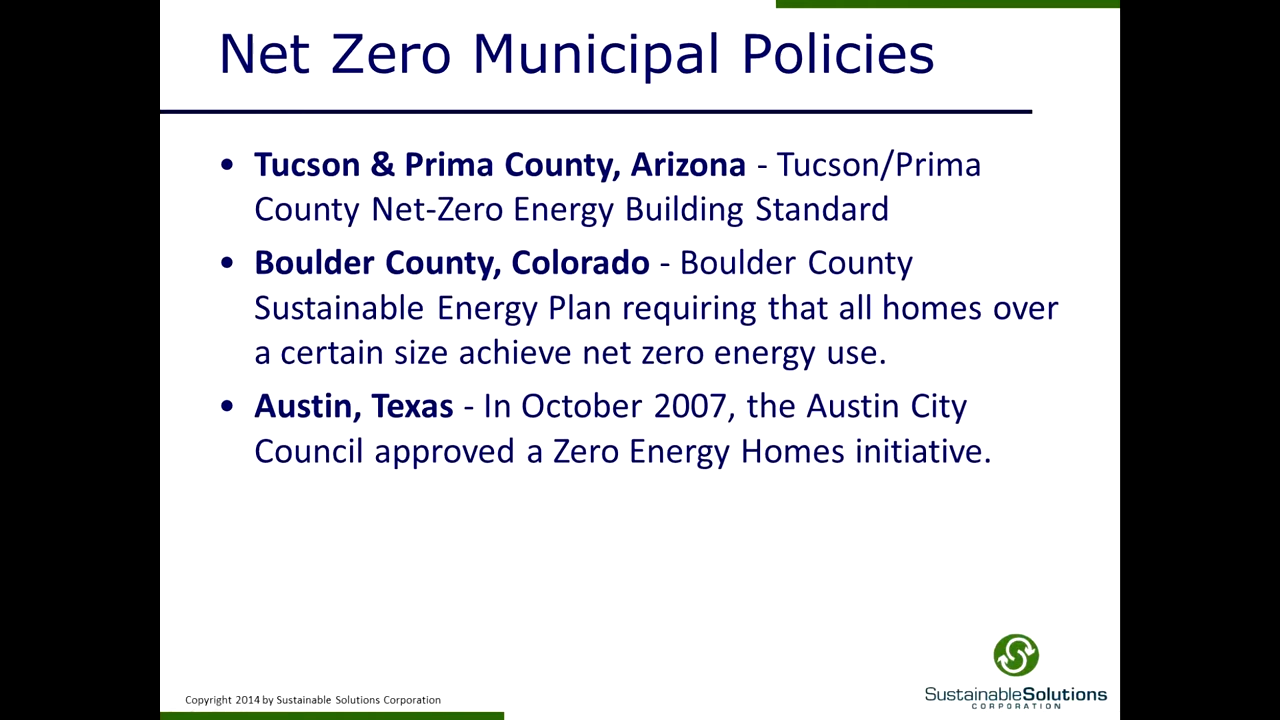 Net Zero Municipal Policies
• Tucson & Prima County, Arizona - Tucson/Prima
County Net-Zero Energy Building Standard
• Boulder County, Colorado - Boulder County
Sustainable Energy Plan requiring that all homes over
a certain size achieve net zero energy use.
• Austin, Texas - In October 2007, the Austin City
Council approved a Zero Energy Homes initiative.
Copyright 2014 by Sustainable Solutions Corporation
SustainableSolutions
CORPORATION